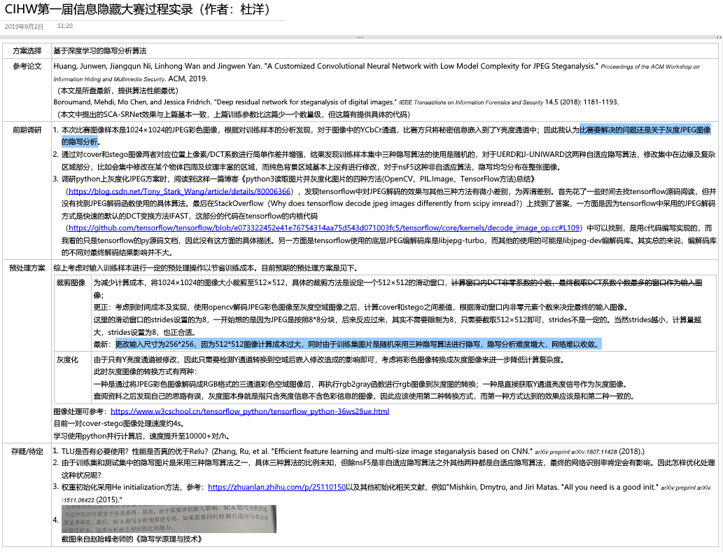 CIHW第一届信息隐藏大赛过程实录（作者：杜洋）
2019年9月2日 11:20
方案选择 基于深度学习的隐写分析算法
参考论文 Huang, Junwen, Jiangqun Ni, Linhong Wan and Jingwen Yan. "A Customized Convolutional Neural Network with Low Model Complexity for JPEG Steganalysis." Proceedings of the ACM Workshop on
Information Hiding and Multimedia Security. ACM, 2019.
（本文是所查最新，提供算法性能最优）
Boroumand, Mehdi, Mo Chen, and Jessica Fridrich. "Deep residual network for steganalysis of digital images." IEEE Transactions on Information Forensics and Security 14.5 (2018): 1181-1193.
（本文中提出的SCA-SRNet效果与上篇基本一致，上篇训练参数比这篇少一个数量级，但这篇有提供具体的代码）
前期调研 1. 本次比赛图像样本是1024×1024的JPEG彩色图像，根据对训练样本的分析发现，对于图像中的YCbCr通道，比赛方只将秘密信息嵌入到了Y亮度通道中；因此我认为比赛要解决的问题还是关于灰度JPEG图像
的隐写分析。
2. 通过对cover和stego图像两者对应位置上像素/DCT系数进行简单作差并增强，结果发现训练样本集中三种隐写算法的使用是随机的，对于UERD和J-UNIWARD这两种自适应隐写算法，修改集中在边缘及复杂
区域部分，比如会集中修改在某个物体四周及纹理丰富的区域，而纯色背景区域基本上没有进行修改，对于nsF5这种非自适应算法，隐写均匀分布在整张图像。
3. 调研python上灰度化JPEG方案时，阅读到这样一篇博客《python3读取图片并灰度化图片的四种方法(OpenCV、PIL.Image、TensorFlow方法)总结》
（https://blog.csdn.net/Tony_Stark_Wang/article/details/80006366），发现tensorflow中对JPEG解码的效果与其他三种方法有微小差别，为弄清差别。首先花了一些时间去找tensorflow源码阅读，但并
没有找到JPEG解码函数使用的具体算法。最后在StackOverflow（Why does tensorflow decode jpeg images differently from scipy imread?）上找到了答案，一方面是因为tensorflow中采用的JPEG解码
方式是快速的默认的DCT变换方法IFAST，这部分的代码在tensorflow的内核代码
（https://github.com/tensorflow/tensorflow/blob/e073322452e41e76754314aa75d543d071003fc5/tensorflow/core/kernels/decode_image_op.cc#L109）中可以找到，是用c代码编写实现的，而
我看的只是tensorflow的py源码文档，因此没有这方面的具体描述。另一方面是tensorflow使用的底层JPEG编解码库是libjepg-turbo，而其他的使用可能是libjpeg-dev编解码库。其实总的来说，编解码库
的不同对最终解码结果影响并不大。
预处理方案 综上考虑对输入训练样本进行一定的预处理操作以节省训练成本。目前预期的预处理方案是见下。
裁剪图像 为减少计算成本，将1024×1024的图像大小裁剪至512×512，具体的裁剪方法是设定一个512×512的滑动窗口，计算窗口内DCT非零系数的个数，最终截取DCT系数个数最多的窗口作为输入图
像；
更正：考虑到时间成本及实现，使用opencv解码JPEG彩色图像至灰度空域图像之后，计算cover和stego之间差值，根据滑动窗口内非零元素个数来决定最终的输入图像。
这里的滑动窗口的strides设置的为8，一开始想的是因为JPEG是按照8*8分块，后来反应过来，其实不需要限制为8，只需要截取512×512即可，strides不是一定的。当然strides越小，计算量越
大，strides设置为8，也正合适。
最新：更改输入尺寸为256*256，因为512*512图像计算成本过大，同时由于训练集图片是随机采用三种隐写算法进行隐写，隐写分析难度增大，网络难以收敛。
灰度化 由于只有Y亮度通道被修改，因此只需要检测Y通道转换到空域后嵌入修改造成的影响即可，考虑将彩色图像转换成灰度图像来进一步降低计算复杂度。
此时灰度图像的转换方式有两种：
一种是通过将JPEG彩色图像解码成RGB格式的三通道彩色空域图像后，再执行rgb2gray函数进行rgb图像到灰度图的转换；一种是直接获取Y通道亮度信号作为灰度图像。
查阅资料之后发现自己的思路有误，灰度图本身就是指只含亮度信息不含色彩信息的图像，因此应该使用第二种转换方式，而第一种方式达到的效果应该是和第二种一致的。
图像处理可参考：https://www.w3cschool.cn/tensorflow_python/tensorflow_python-36ws28ue.html
目前一对cover-stego图像处理速度约4s。
学习使用python并行计算后，速度提升至10000+对/h。
存疑/待定 1. TLU是否有必要使用？性能是否真的优于Relu？(Zhang, Ru, et al. "Efficient feature learning and multi-size image steganalysis based on CNN." arXiv preprint arXiv:1807.11428 (2018).)
2. 由于训练集和测试集中的隐写图片是采用三种隐写算法之一，具体三种算法的比例未知，但除nsF5是非自适应隐写算法之外其他两种都是自适应隐写算法，最终的网络识别率肯定会有影响。因此怎样优化处理
这种状况呢？
3. 权重初始化采用He initialization方法，参考：https://zhuanlan.zhihu.com/p/25110150以及其他初始化相关文献，例如"Mishkin, Dmytro, and Jiri Matas. "All you need is a good init." arXiv preprint arXiv
:1511.06422 (2015)."
4.
截图来自赵险峰老师的《隐写学原理与技术》